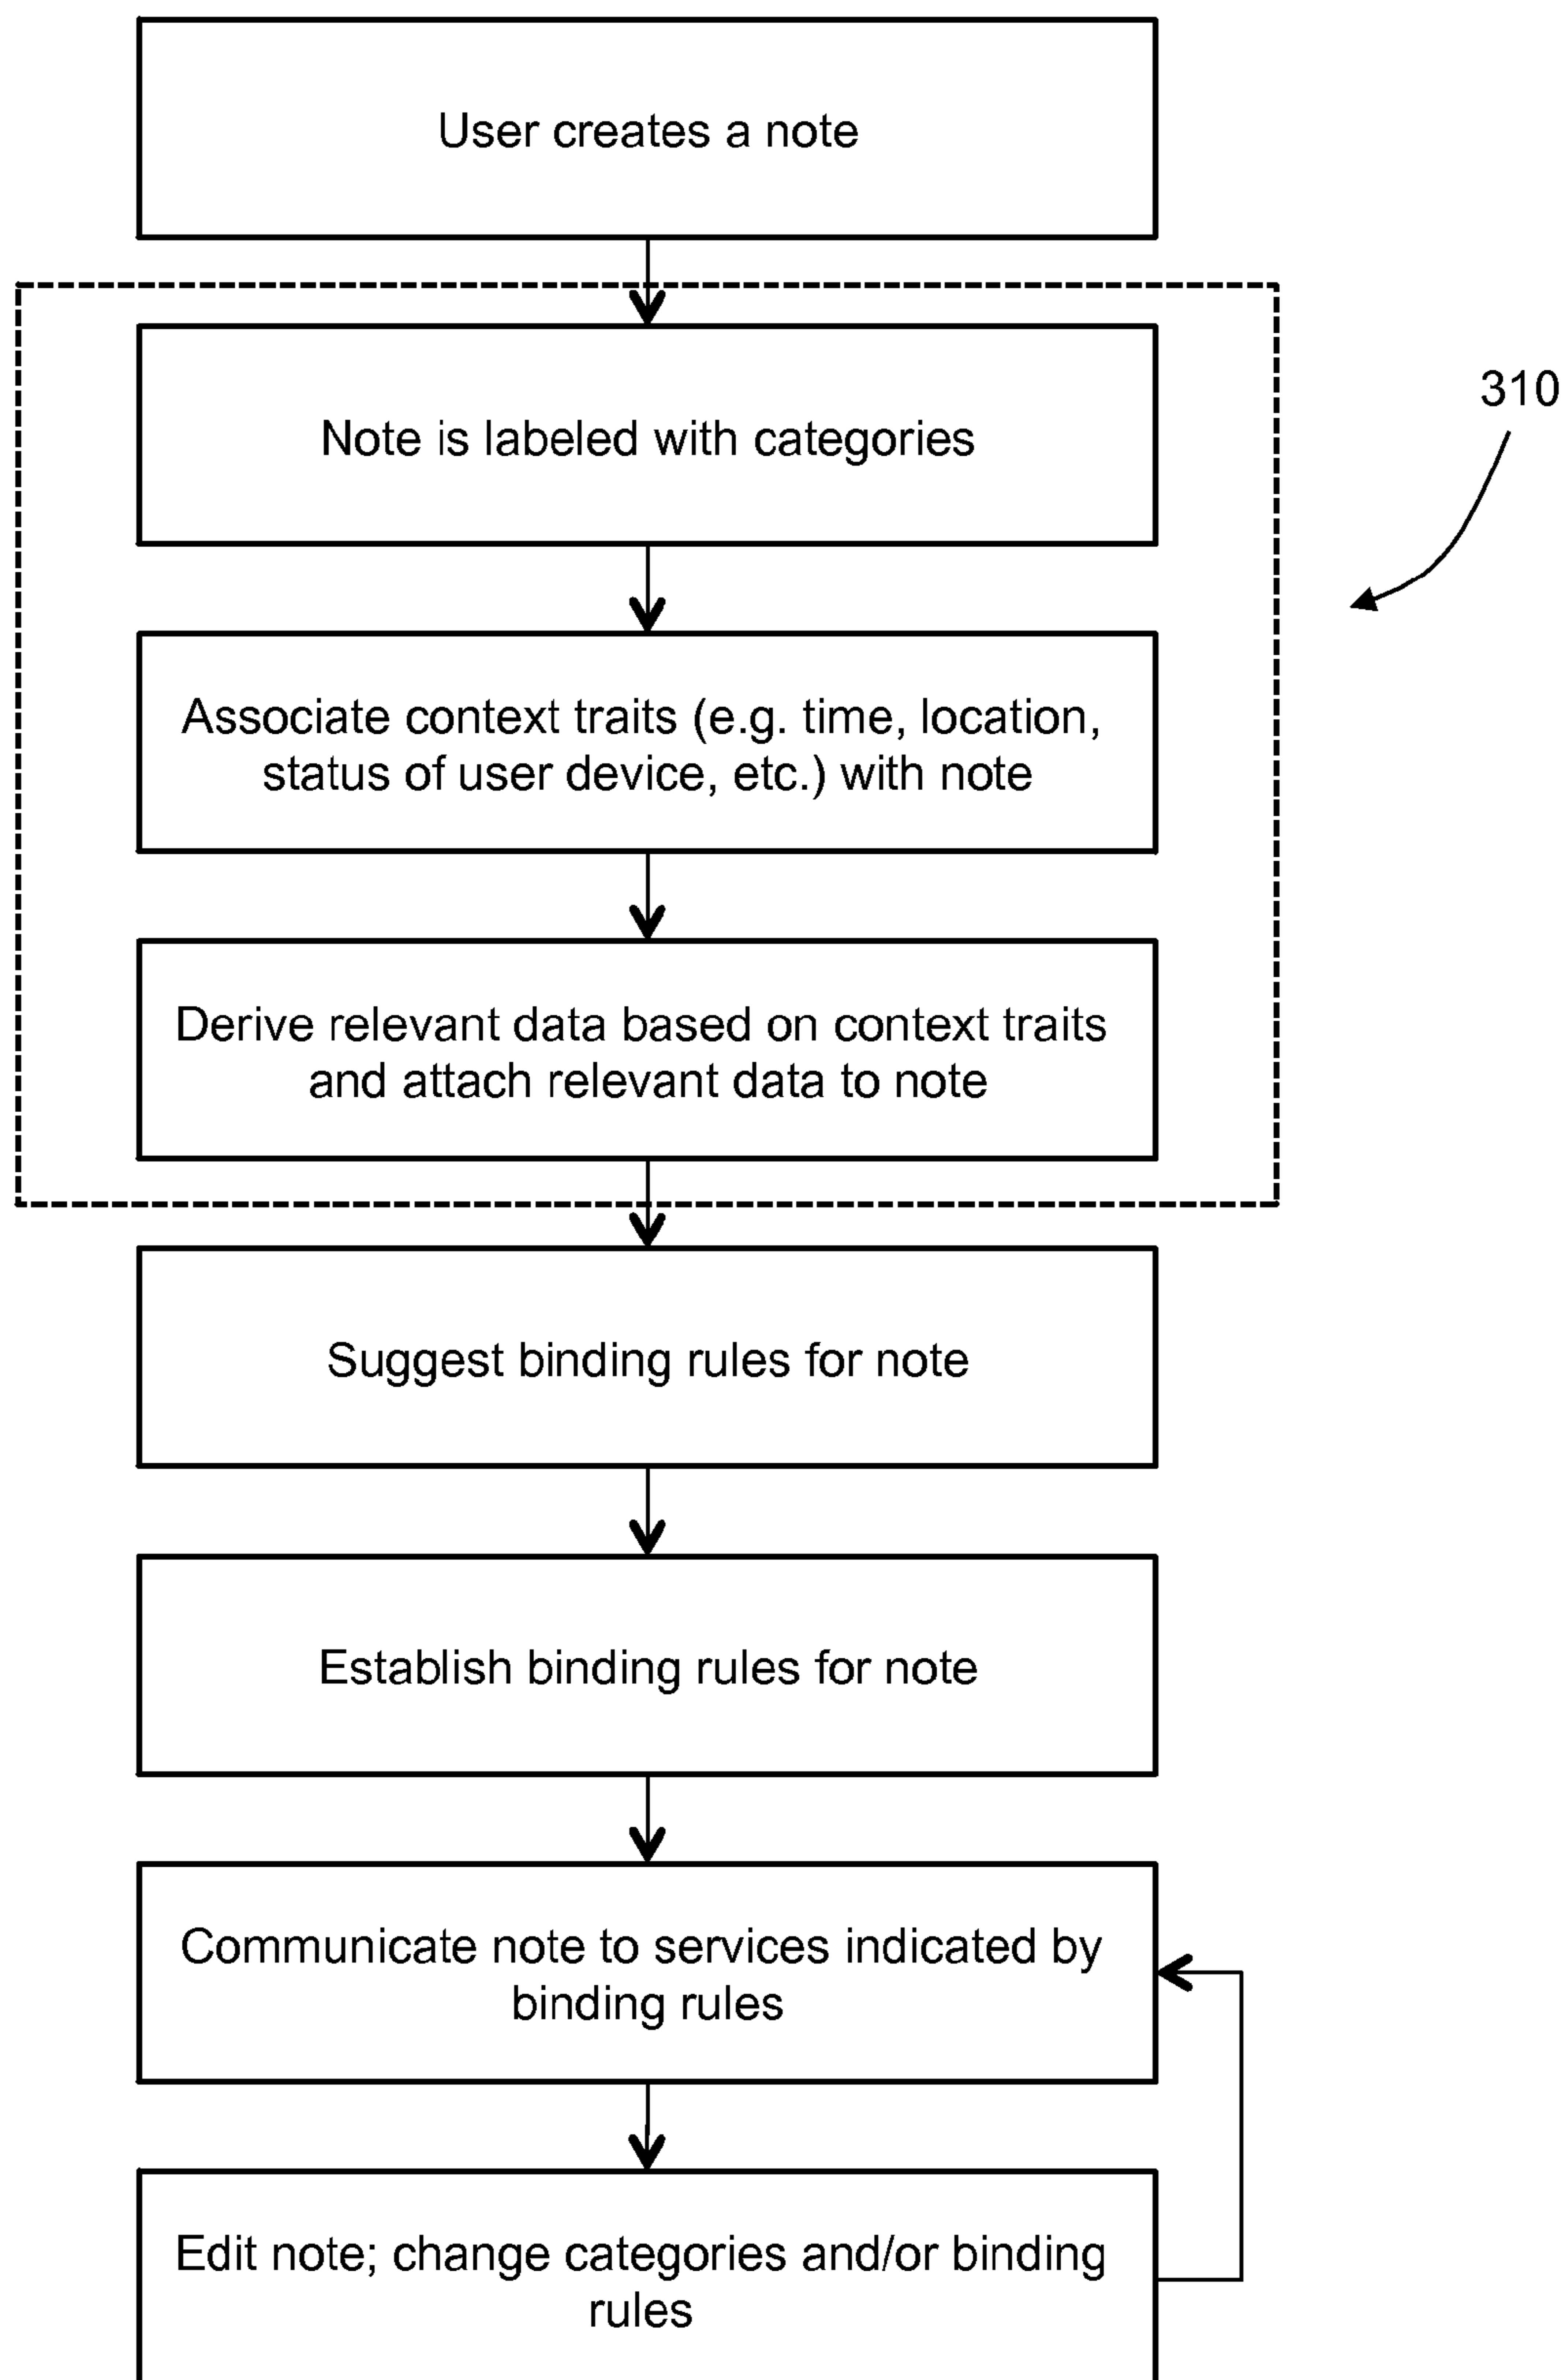 User creates a note
310
Note is labeled with categories
Associate context traits (e.g. time, location,
status of user device, etc.) with note
Derive relevant data based on context traits
and attach relevant data to note
Suggest binding rules for note
Establish binding rules for note
Communicate note to services indicated by
binding rules
Edit note; change categories and/or binding
rules